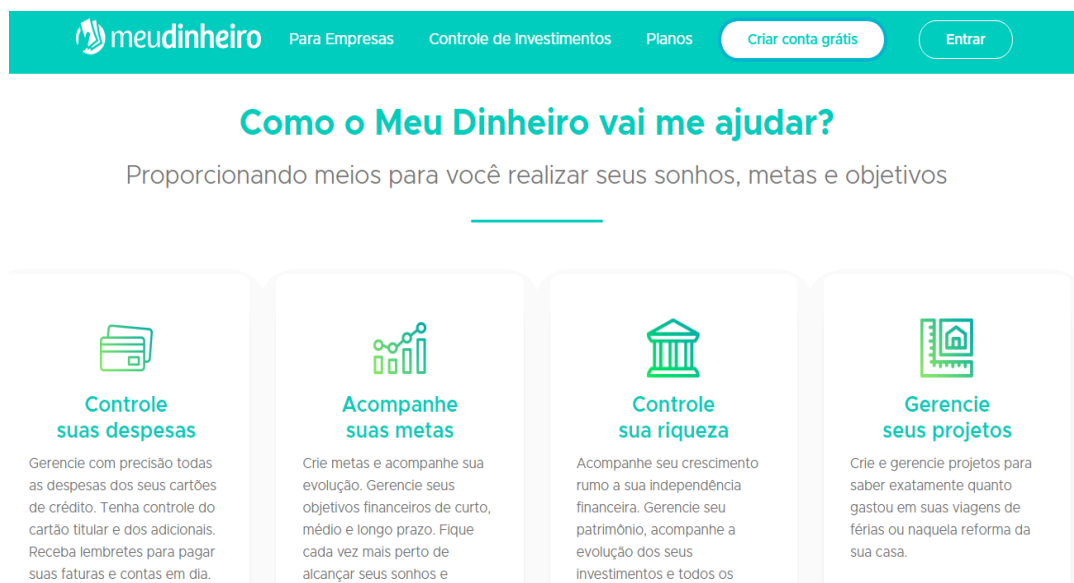 meudinheiro Para Empresas Controle de Investimentos Planos Criar conta grátis Entrar
Como o Meu Dinheiro vai me ajudar?
Proporcionando meios para você realizar seus sonhos, metas e objetivos
Controle
suas despesas
Gerencie com precisão todas
as despesas dos seus cartões
de crédito. Tenha controle do
cartão titular e dos adicionais.
Receba lembretes para pagar
suas faturas e contas em dia.
Acompanhe
suas metas
Crie metas e acompanhe sua
evolução. Gerencie seus
objetivos financeiros de curto,
médio e longo prazo. Fique
cada vez mais perto de
alcançar seus sonhos e
Controle
sua riqueza
Acompanhe seu crescimento
rumo a sua independência
financeira. Gerencie seu
patrimônio, acompanhe a
evolução dos seus
investimentos e todos os
Gerencie
seus projetos
Crie e gerencie projetos para
saber exatamente quanto
gastou em suas viagens de
férias ou naquela reforma da
sua casa.